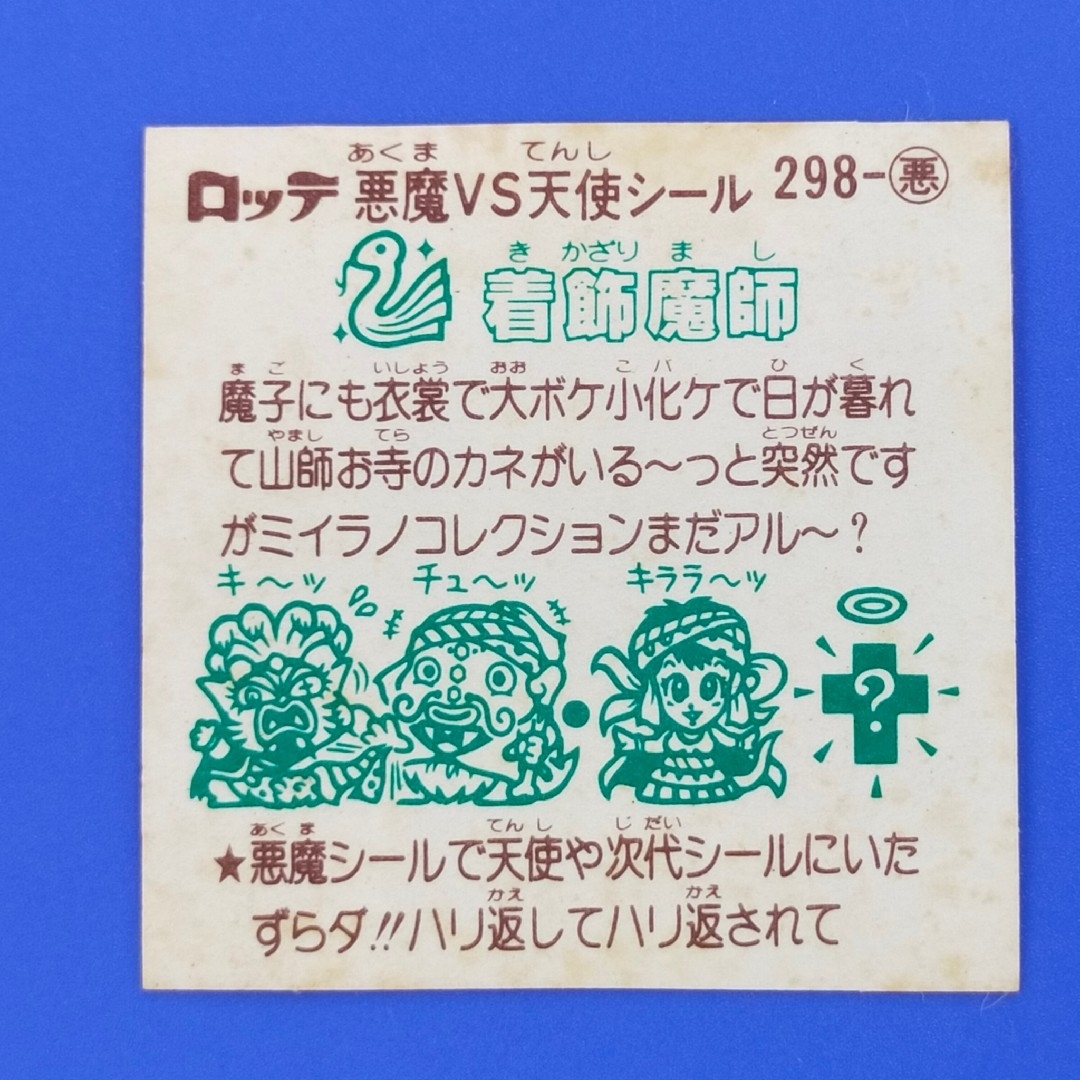 あくま てんし
ロッテ 悪魔VS天使シール 298-悪
きかざりまし
着飾魔師
まご いしょう おお こバ ひ く
魔子にも衣裳で大ボケ小化ケで日が暮れ
やまし てら とつぜん
て山師お寺のカネがいる〜っと突然です
がミイラノコレクションまだアル〜?
キ〜ッ チュ〜ッ キララ〜ッ
?
あくま てんし じだい
★悪魔シールで天使や次代シールにいた
かえ かえ
ずらダ!!ハリ返してハリ返されて